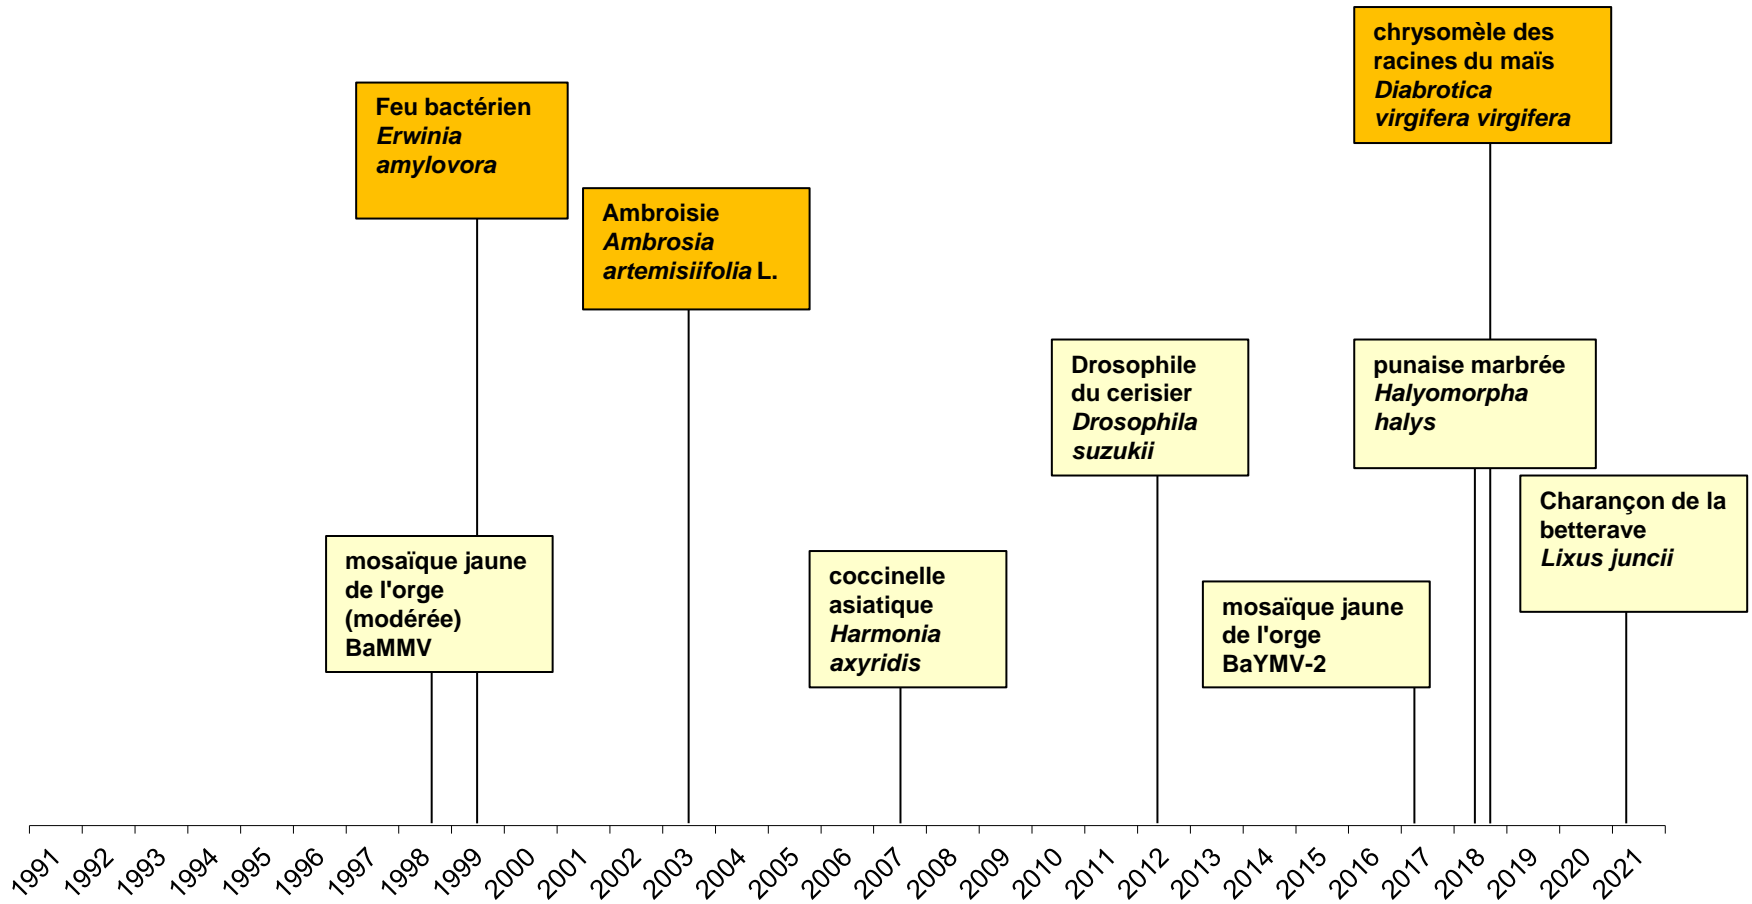 chrysomèle des
racines du maïs
Diabrotica
virgifera virgifera
Feu bactérien
Erwinia
amylovora
Ambroisie
Ambrosia
artemisiifolia L.
Drosophile
du cerisier
Drosophila
suzukii
punaise marbrée
Halyomorpha
halys
Charançon de la
betterave
Lixus juncii
mosaïque jaune
de l'orge
(modérée)
BaMMV
coccinelle
asiatique
Harmonia
axyridis
mosaïque jaune
de l'orge
BaYMV-2
1991
1992
1993
1994
1995
1996
1997
1998
1999
2000
2001
2002
2003
2004
2005
2006
2007
2008
2009
2010
2011
2012
2013
2014
2015
2016
2017
2018
2019
2020
2021